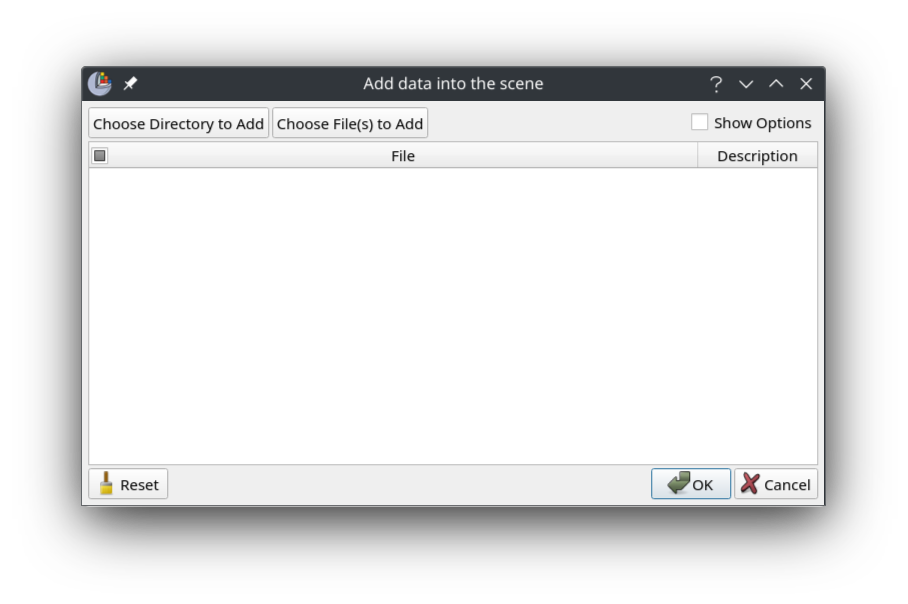 Add data into the scene
Choose Directory to Add Choose File(s) to Add Show Options
File Description
Reset OK Cancel